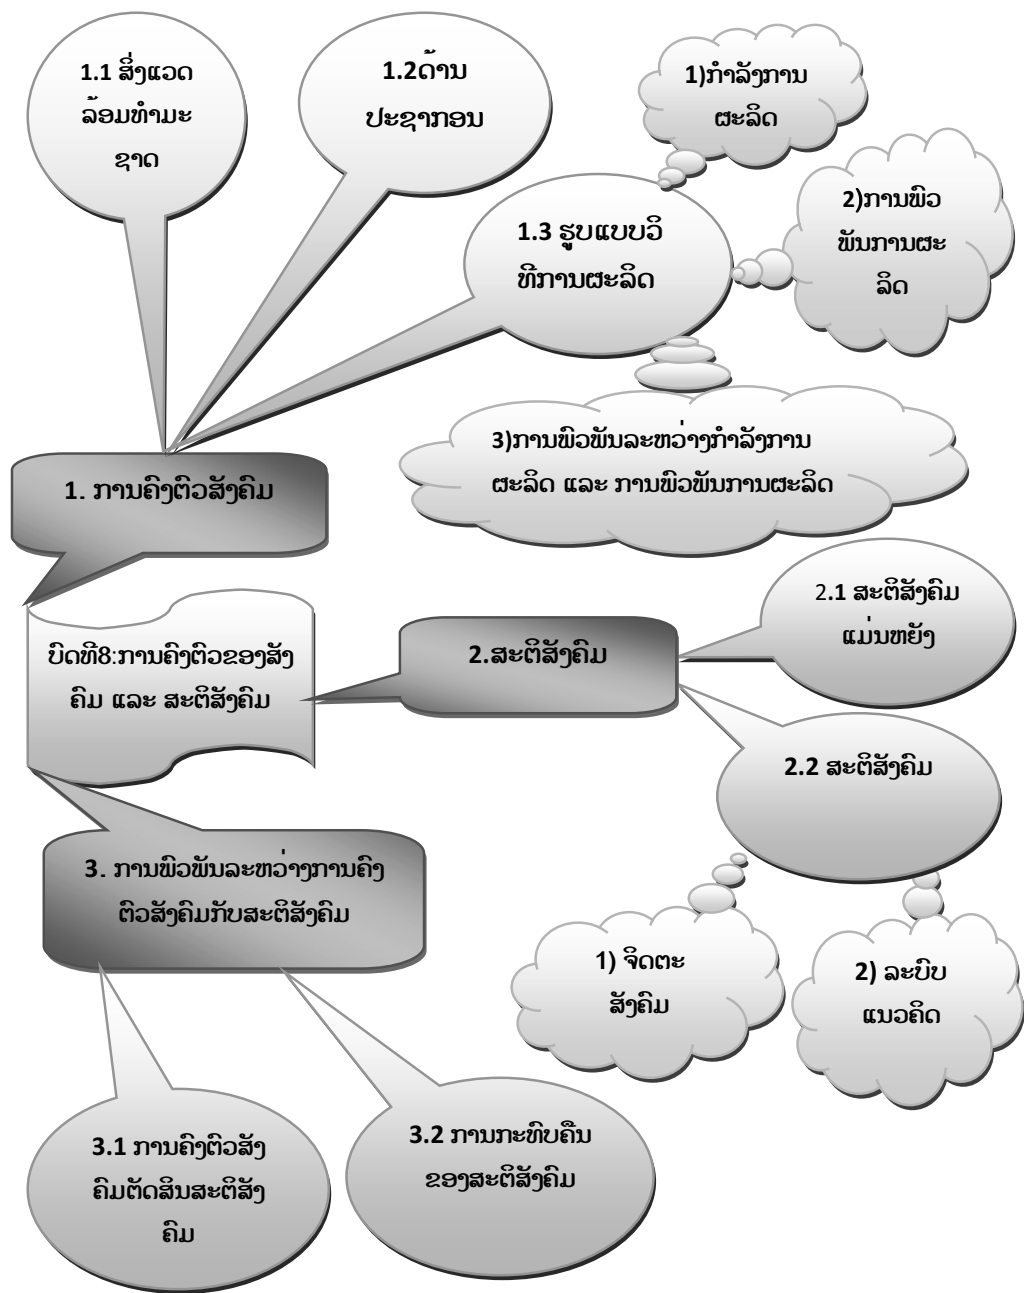 1.1 ສິ່ງແວດ
ລ້ອມທຳມະ
ຊາດ
1.2ດ້ານ
ປະຊາກອນ
1)ກຳລັງການ
ຜະລິດ
2)ການພົວ
ພັນການຜະ
ລິດ
1.3 ຮູບແບບວິ
ທີການຜະລິດ
3)ການພົວພັນລະຫວ່າງກຳລັງການ
ຜະລິດ ແລະ ການພົວພັນການຜະລິດ
1. ການຄົງຕົວສັງຄົມ
ບົດທີ8:ການຄົງຕົວຂອງສັງ
ຄົມ ແລະ ສະຕິສັງຄົມ
2.ສະຕິສັງຄົມ
2.1 ສະຕິສັງຄົມ
ແມ່ນຫຍັງ
2.2 ສະຕິສັງຄົມ
1) ຈິດຕະ
ສັງຄົມ
2) ລະບົບ
ແນວຄິດ
3. ການພົວພັນລະຫວ່າງການຄົງ
ຕົວສັງຄົມກັບສະຕິສັງຄົມ
3.1 ການຄົງຕົວສັງ
ຄົມຕັດສິນສະຕິສັງ
ຄົມ
3.2 ການກະທົບຄືນ
ຂອງສະຕິສັງຄົມ